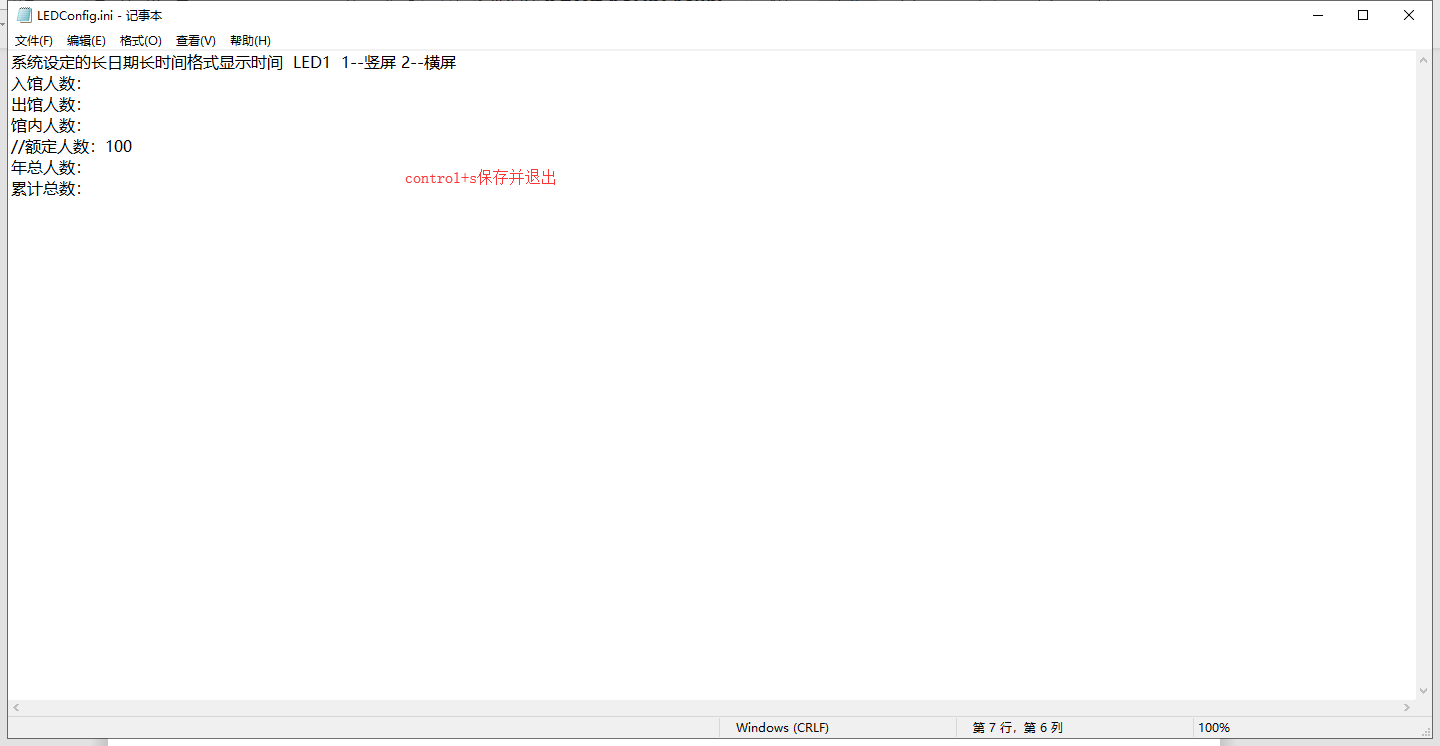 LEDConfig.ini - 记事本
文件(F) 编辑(E) 格式(O) 查看(V) 帮助(H)
系统设定的长日期长时间格式显示时间  LED1  1--竖屏 2--横屏
入馆人数：
出馆人数：
馆内人数：
//额定人数：100
年总人数：
累计总数：
control+s保存并退出
Windows (CRLF) 第 7 行，第 6 列 100%